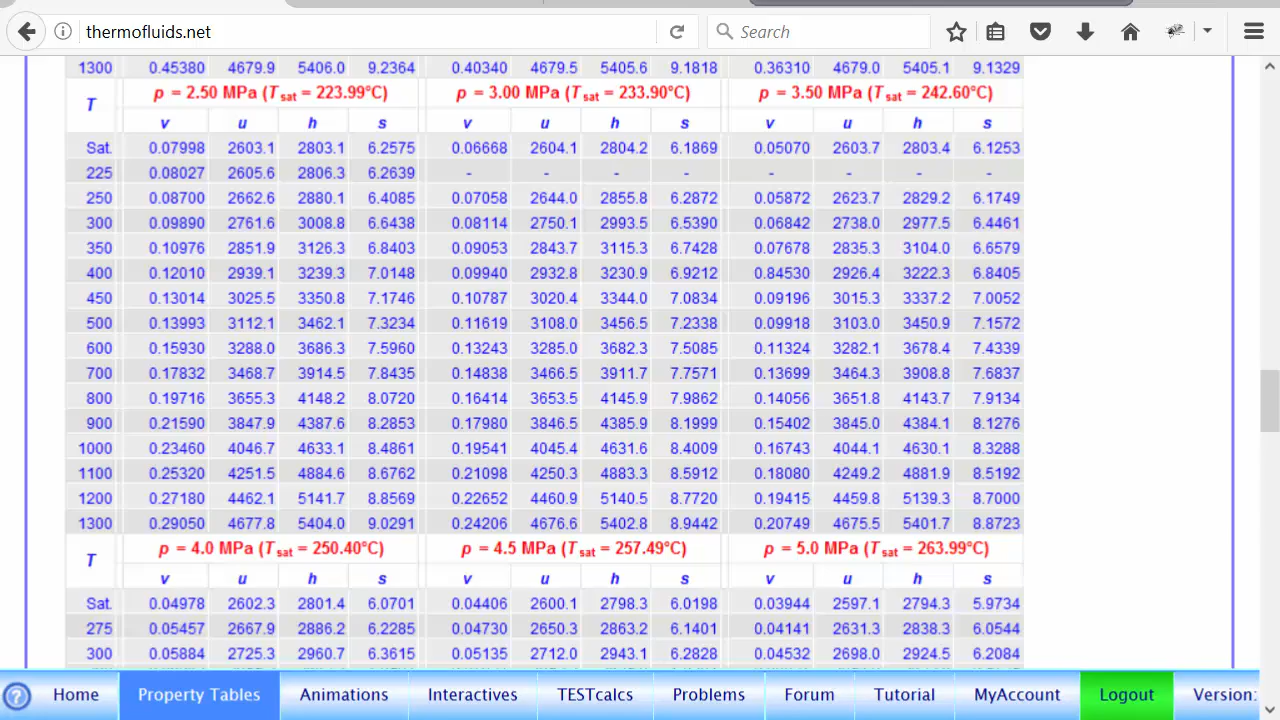 thermofluids.net
Search
1300 0.45380 4679.9 5406.0 9.2364 0.40340 4679.5 5405.6 9.1818 0.36310 4679.0 5405.1 9.1329
T p = 2.50 MPa (Tsat = 223.99°C) p = 3.00 MPa (Tsat = 233.90°C) p = 3.50 MPa (Tsat = 242.60°C)
v u h s v u h s v u h s
Sat. 0.07998 2603.1 2803.1 6.2575 0.06668 2604.1 2804.2 6.1869 0.05070 2603.7 2803.4 6.1253
225 0.08027 2605.6 2806.3 6.2639 - - - - - - - -
250 0.08700 2662.6 2880.1 6.4085 0.07058 2644.0 2855.8 6.2872 0.05872 2623.7 2829.2 6.1749
300 0.09890 2761.6 3008.8 6.6438 0.08114 2750.1 2993.5 6.5390 0.06842 2738.0 2977.5 6.4461
350 0.10976 2851.9 3126.3 6.8403 0.09053 2843.7 3115.3 6.7428 0.07678 2835.3 3104.0 6.6579
400 0.12010 2939.1 3239.3 7.0148 0.09940 2932.8 3230.9 6.9212 0.84530 2926.4 3222.3 6.8405
450 0.13014 3025.5 3350.8 7.1746 0.10787 3020.4 3344.0 7.0834 0.09196 3015.3 3337.2 7.0052
500 0.13993 3112.1 3462.1 7.3234 0.11619 3108.0 3456.5 7.2338 0.09918 3103.0 3450.9 7.1572
600 0.15930 3288.0 3686.3 7.5960 0.13243 3285.0 3682.3 7.5085 0.11324 3282.1 3678.4 7.4339
700 0.17832 3468.7 3914.5 7.8435 0.14838 3466.5 3911.7 7.7571 0.13699 3464.3 3908.8 7.6837
800 0.19716 3655.3 4148.2 8.0720 0.16414 3653.5 4145.9 7.9862 0.14056 3651.8 4143.7 7.9134
900 0.21590 3847.9 4387.6 8.2853 0.17980 3846.5 4385.9 8.1999 0.15402 3845.0 4384.1 8.1276
1000 0.23460 4046.7 4633.1 8.4861 0.19541 4045.4 4631.6 8.4009 0.16743 4044.1 4630.1 8.3288
1100 0.25320 4251.5 4884.6 8.6762 0.21098 4250.3 4883.3 8.5912 0.18080 4249.2 4881.9 8.5192
1200 0.27180 4462.1 5141.7 8.8569 0.22652 4460.9 5140.5 8.7720 0.19415 4459.8 5139.3 8.7000
1300 0.29050 4677.8 5404.0 9.0291 0.24206 4676.6 5402.8 8.9442 0.20749 4675.5 5401.7 8.8723
T p = 4.0 MPa (Tsat = 250.40°C) p = 4.5 MPa (Tsat = 257.49°C) p = 5.0 MPa (Tsat = 263.99°C)
v u h s v u h s v u h s
Sat. 0.04978 2602.3 2801.4 6.0701 0.04406 2600.1 2798.3 6.0198 0.03944 2597.1 2794.3 5.9734
275 0.05457 2667.9 2886.2 6.2285 0.04730 2650.3 2863.2 6.1401 0.04141 2631.3 2838.3 6.0544
300 0.05884 2725.3 2960.7 6.3615 0.05135 2712.0 2943.1 6.2828 0.04532 2698.0 2924.5 6.2084
? Home Property Tables Animations Interactives TESTcalcs Problems Forum Tutorial MyAccount Logout Version: